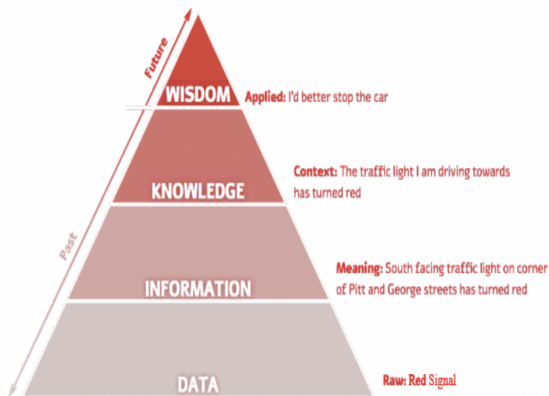 Future
WISDOM
Applied: I'd better stop the car
Context: The traffic light I am driving towards
has turned red
KNOWLEDGE
Past
Meaning: South facing traffic light on corner
of Pitt and George streets has turned red
INFORMATION
Raw: Red Signal
DATA